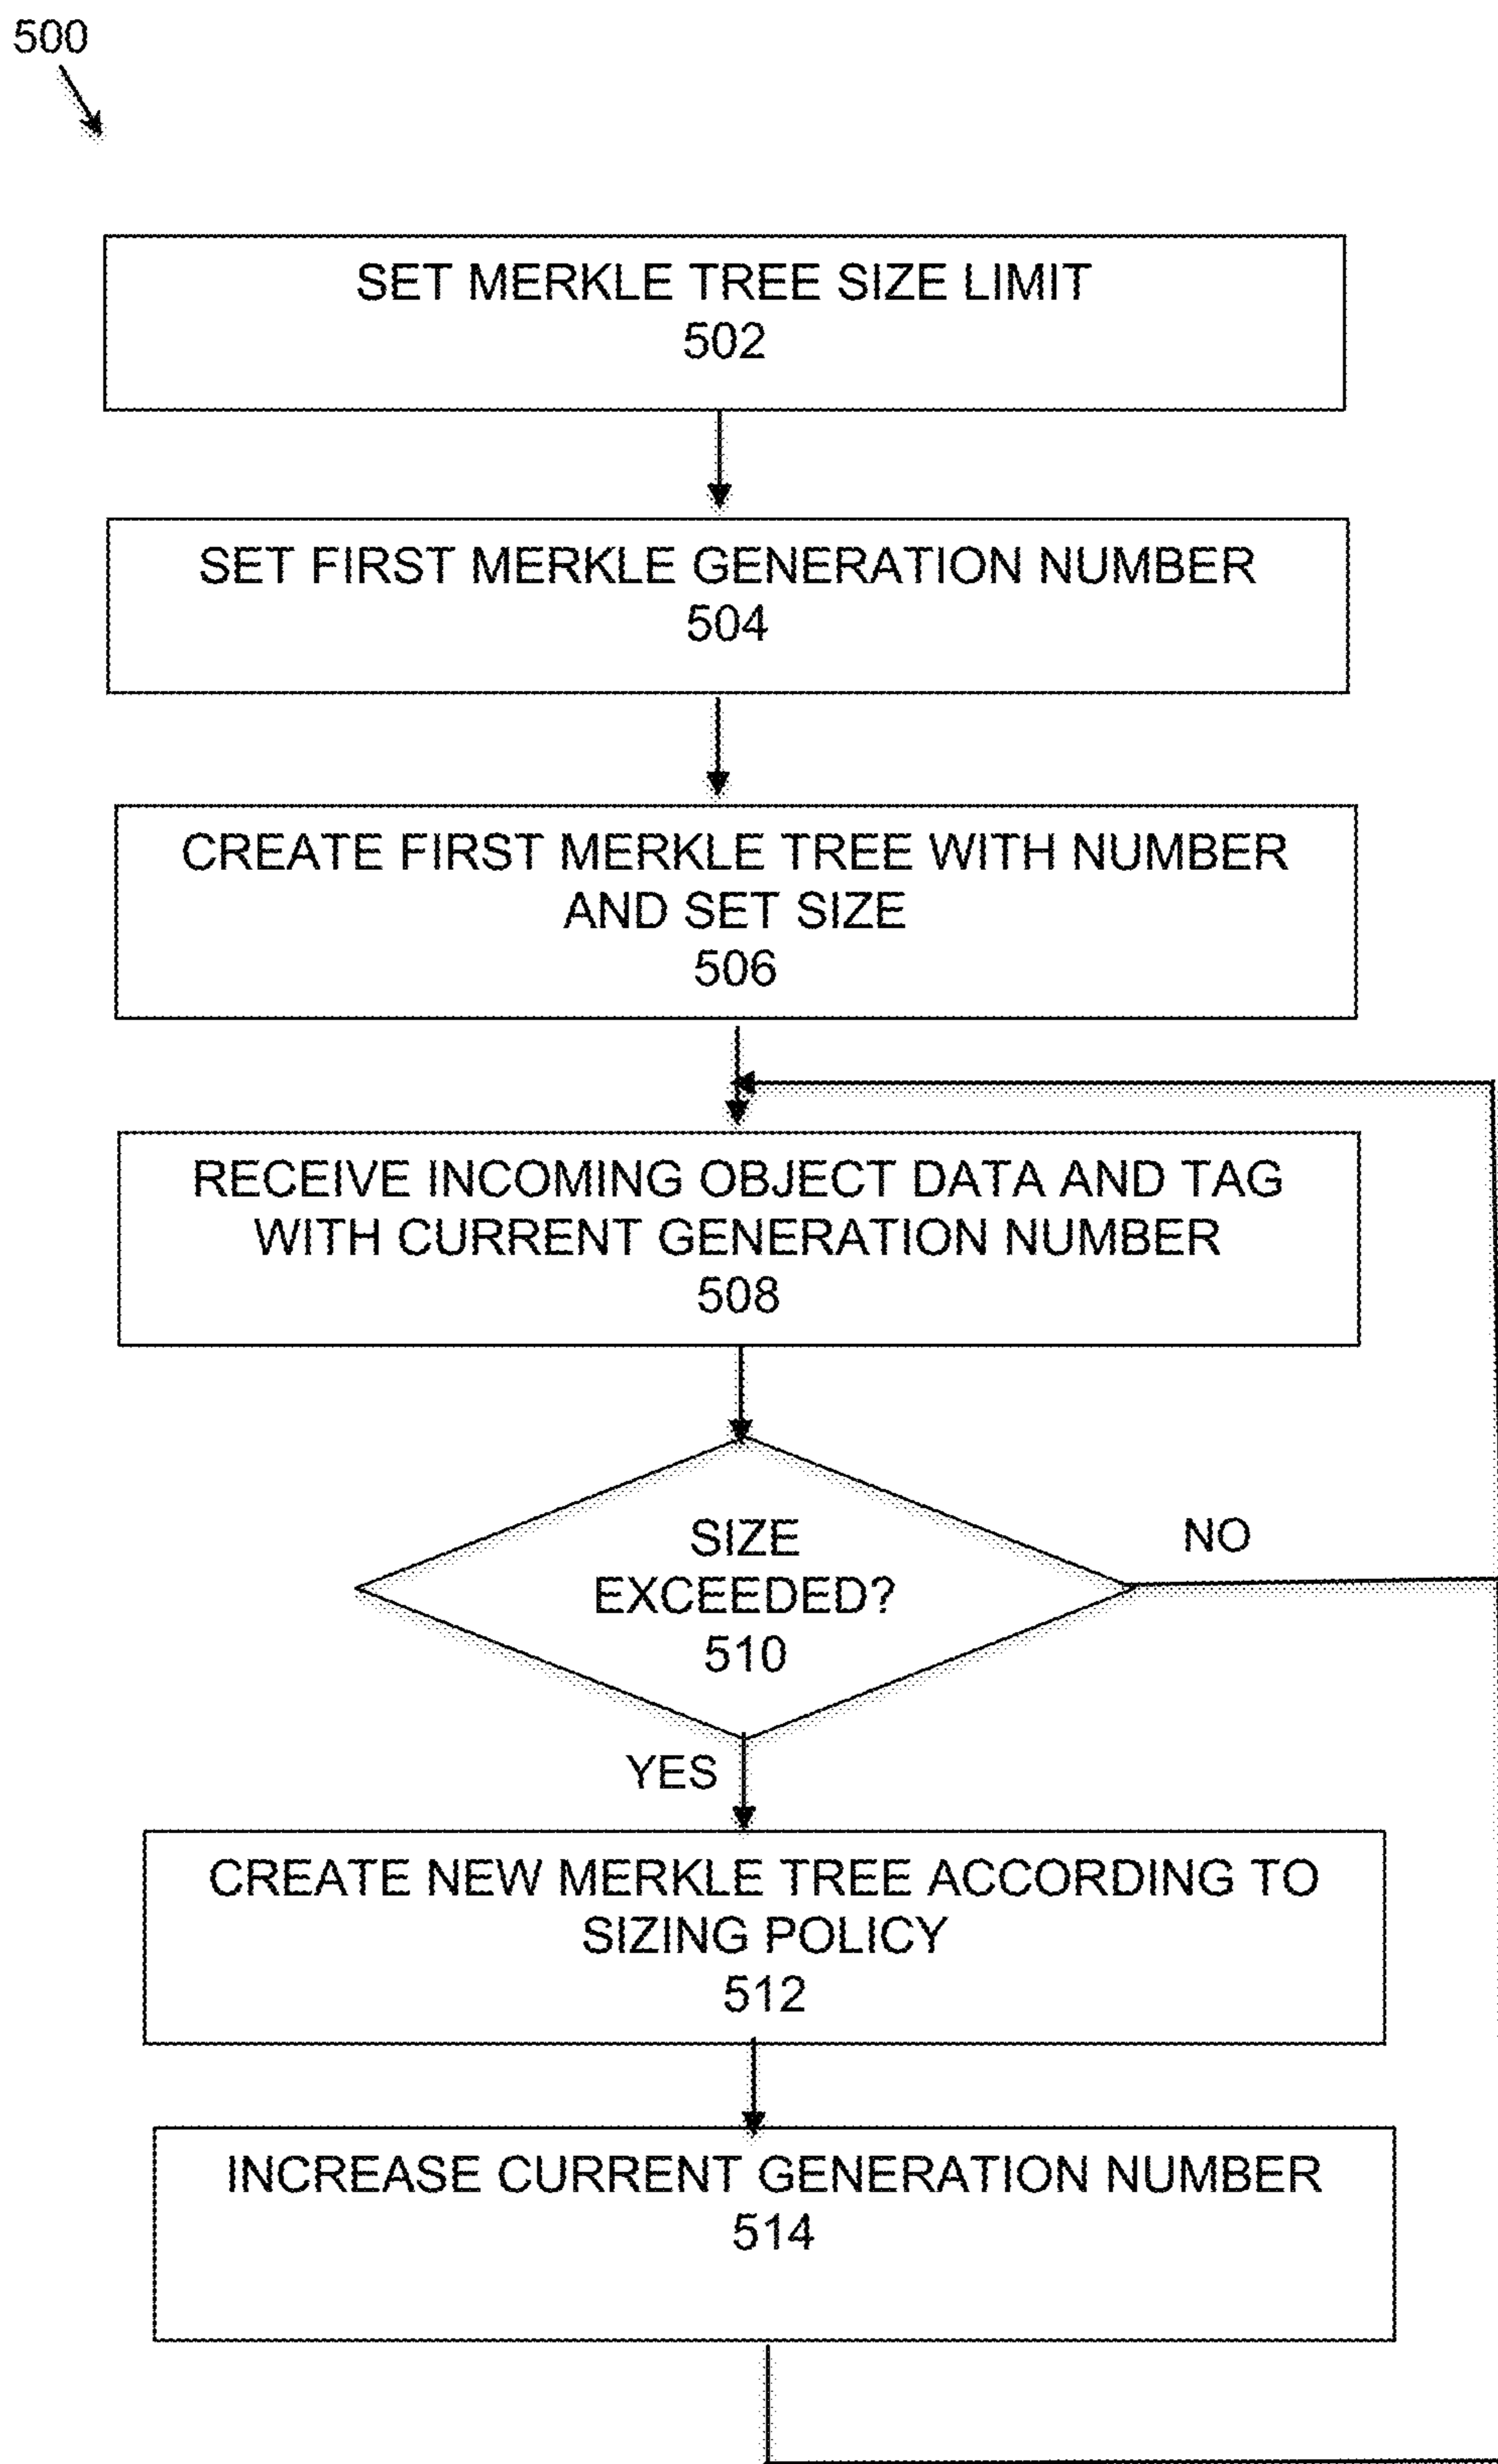 500
SET MERKLE TREE SIZE LIMIT
502
SET FIRST MERKLE GENERATION NUMBER
504
CREATE FIRST MERKLE TREE WITH NUMBER
AND SET SIZE
506
RECEIVE INCOMING OBJECT DATA AND TAG
WITH CURRENT GENERATION NUMBER
508
SIZE
EXCEEDED?
510
NO
YES
CREATE NEW MERKLE TREE ACCORDING TO
SIZING POLICY
512
INCREASE CURRENT GENERATION NUMBER
514